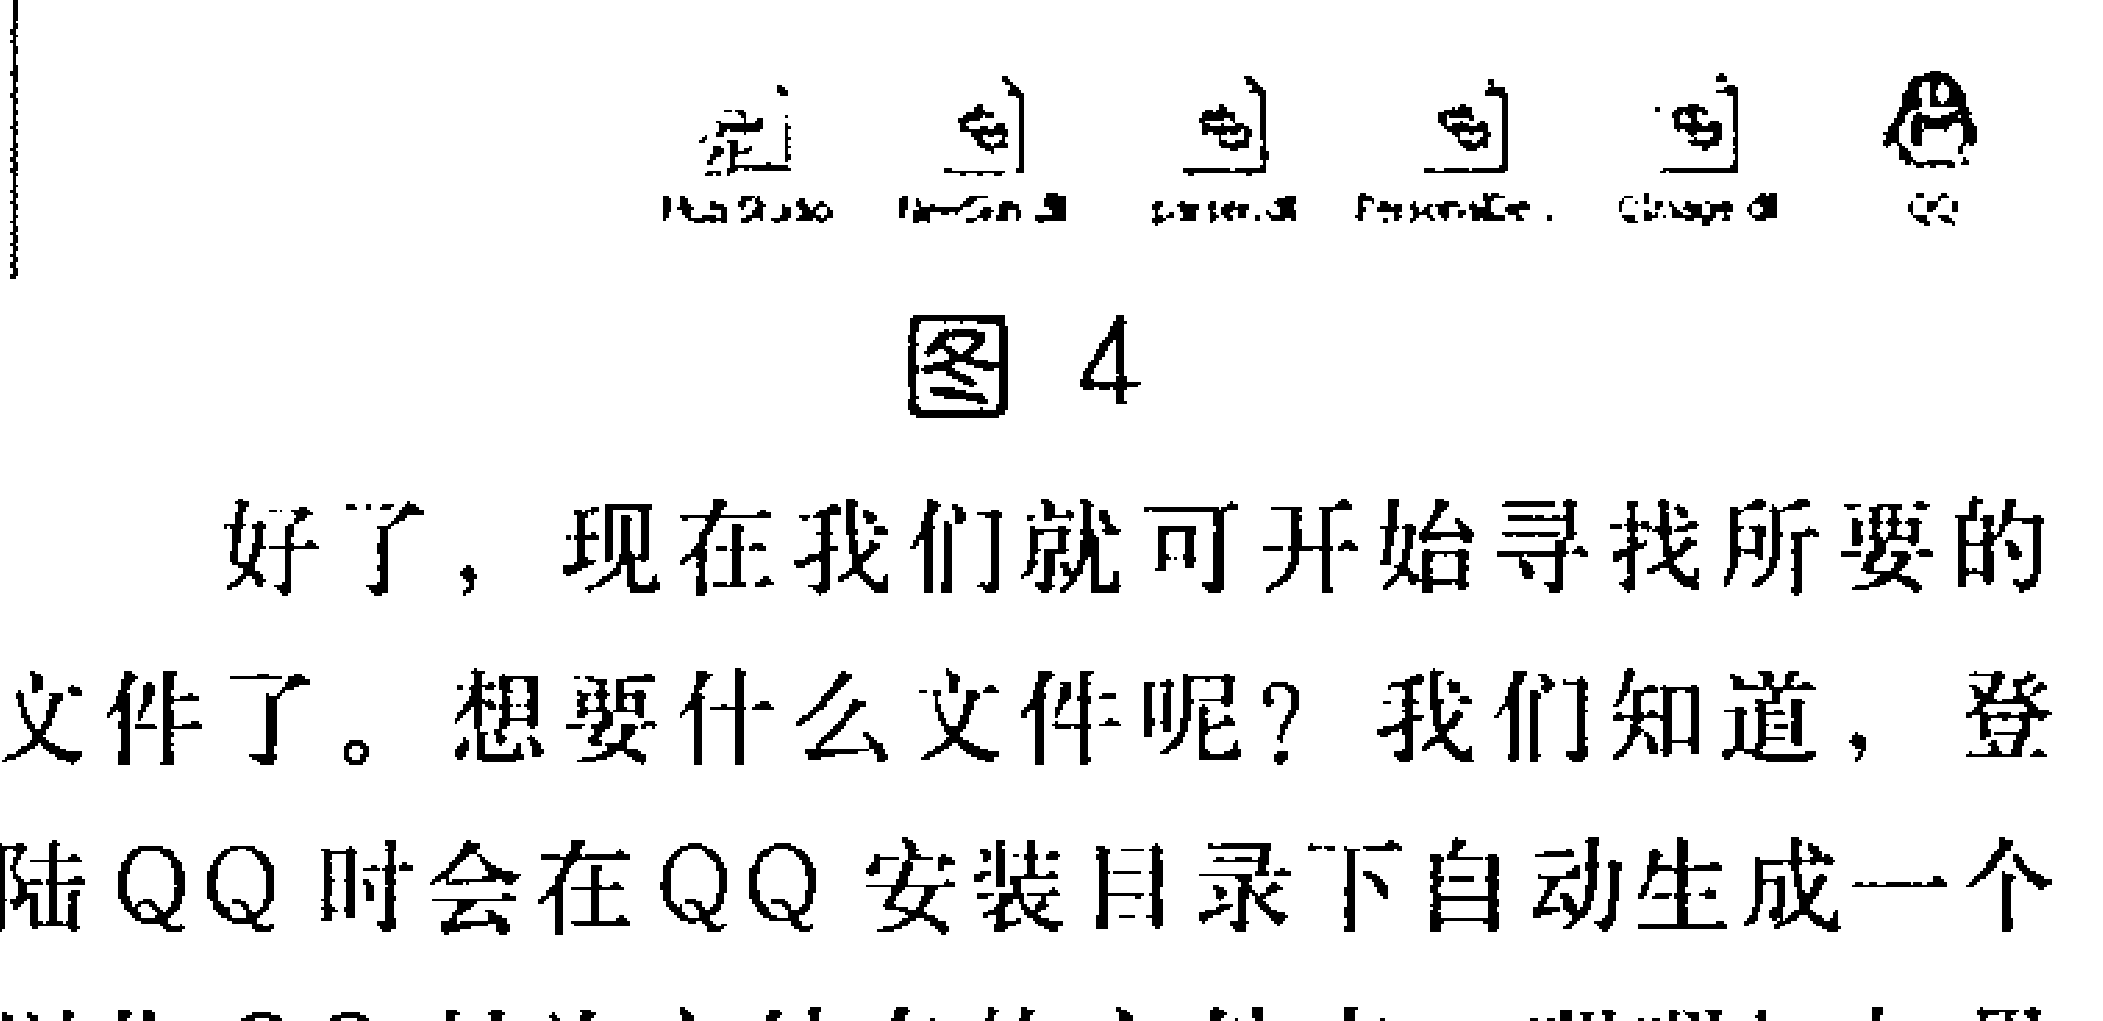 QQ
图 4
好了，现在我们就可开始寻找所要的
文件了。想要什么文件呢？我们知道，登
陆QQ时会在QQ安装目录下自动生成一个